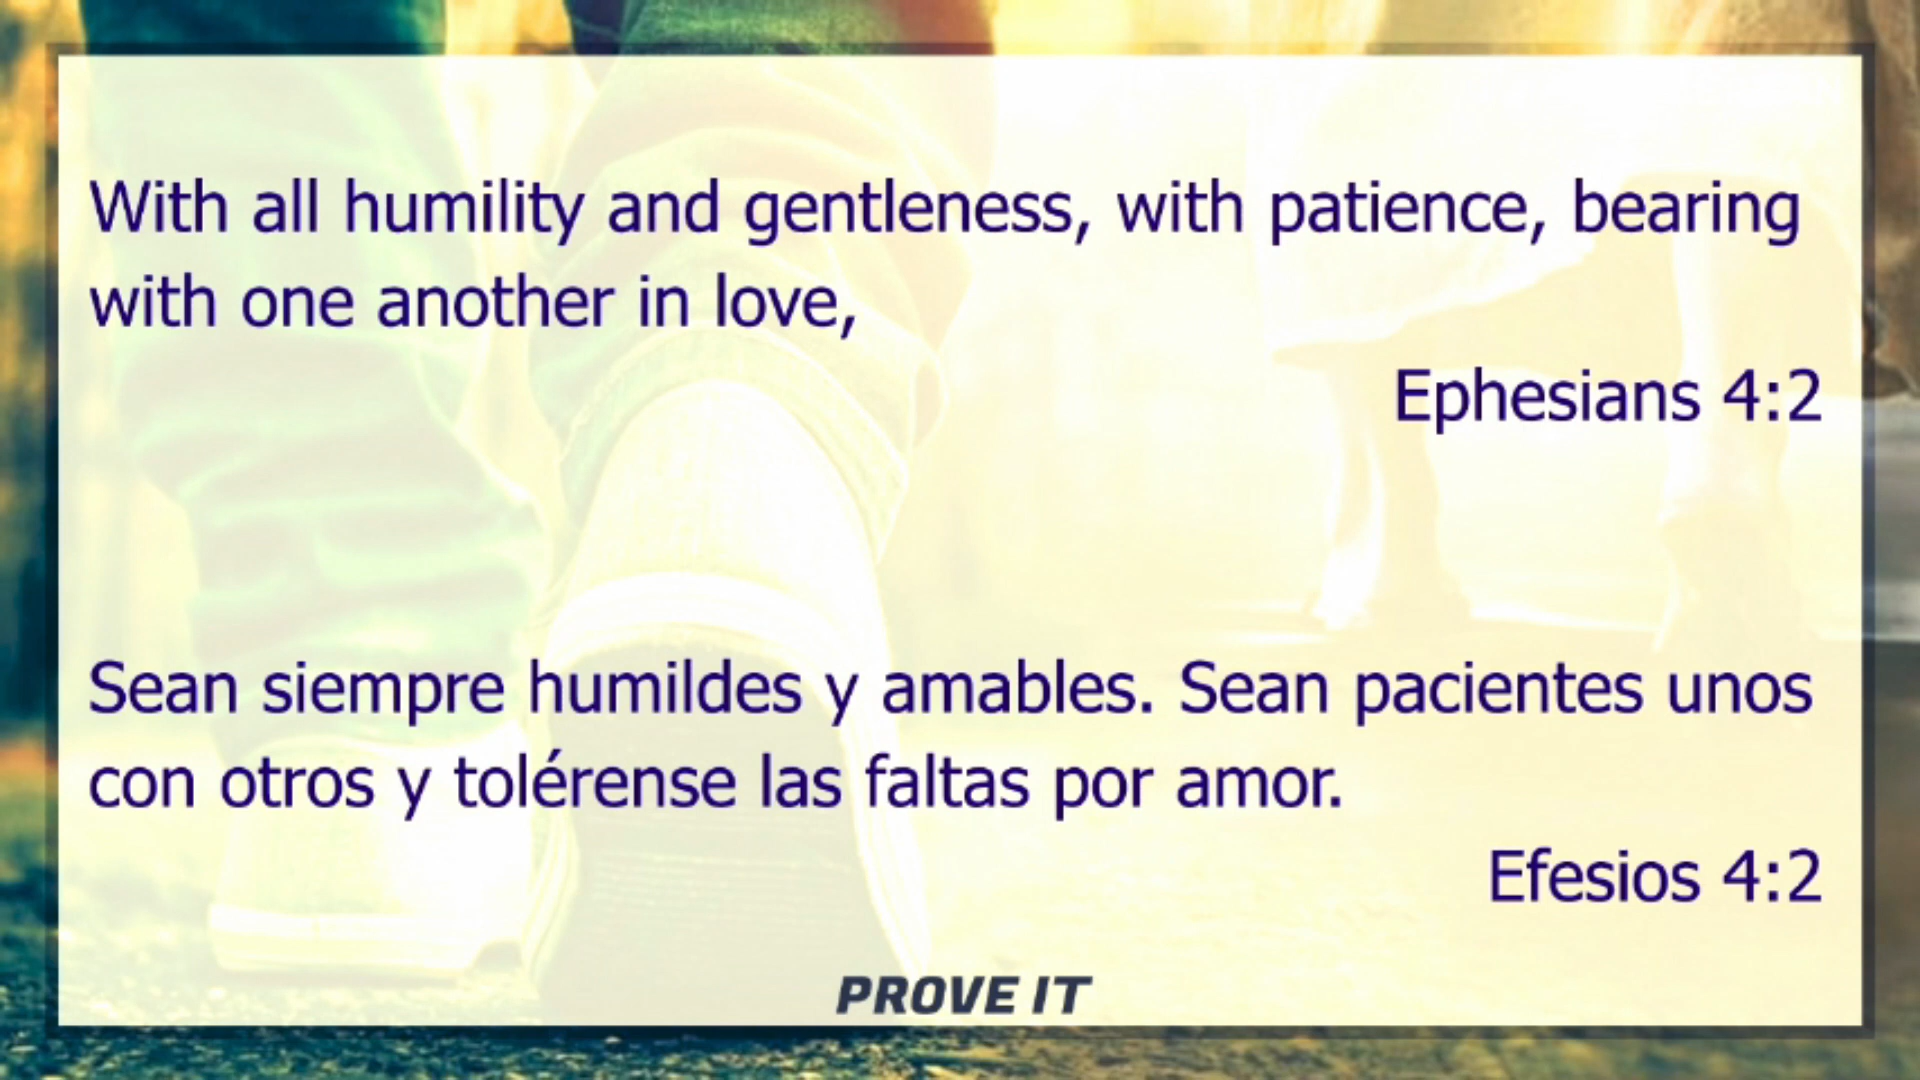 With all humility and gentleness, with patience, bearing
with one another in love,
Ephesians 4:2
Sean siempre humildes y amables. Sean pacientes unos
con otros y tolérense las faltas por amor.
Efesios 4:2
PROVE IT